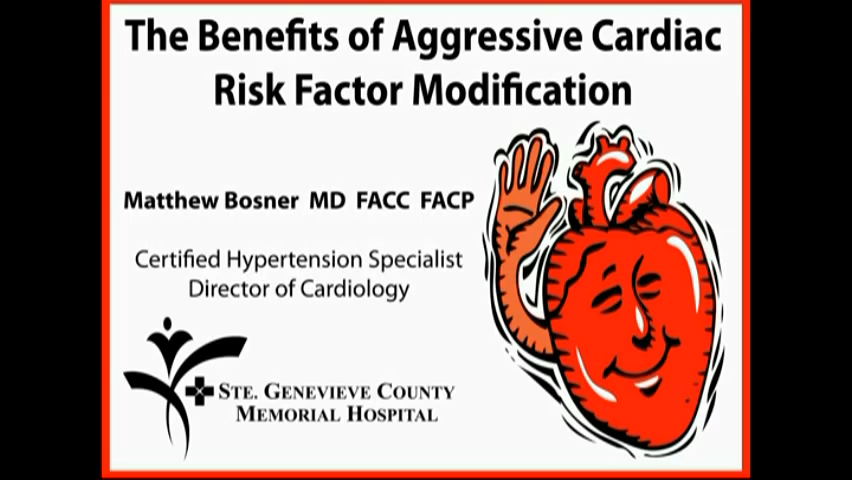 The Benefits of Aggressive Cardiac
Risk Factor Modification
Matthew Bosner MD FACC FACP
Certified Hypertension Specialist
Director of Cardiology
STE. GENEVIEVE COUNTY
MEMORIAL HOSPITAL